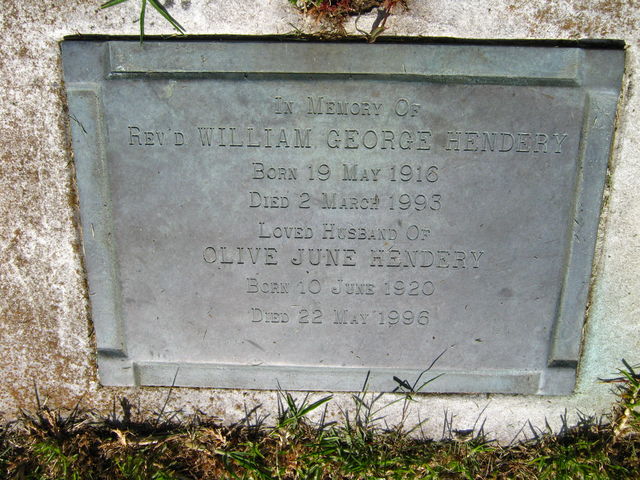 In Memory Of
Rev'd WILLIAM GEORGE HENDERY
Born 19 May 1916
Died 2 March 1993
Loved Husband Of
OLIVE JUNE HENDERY
Born 10 June 1920
Died 22 May 1996